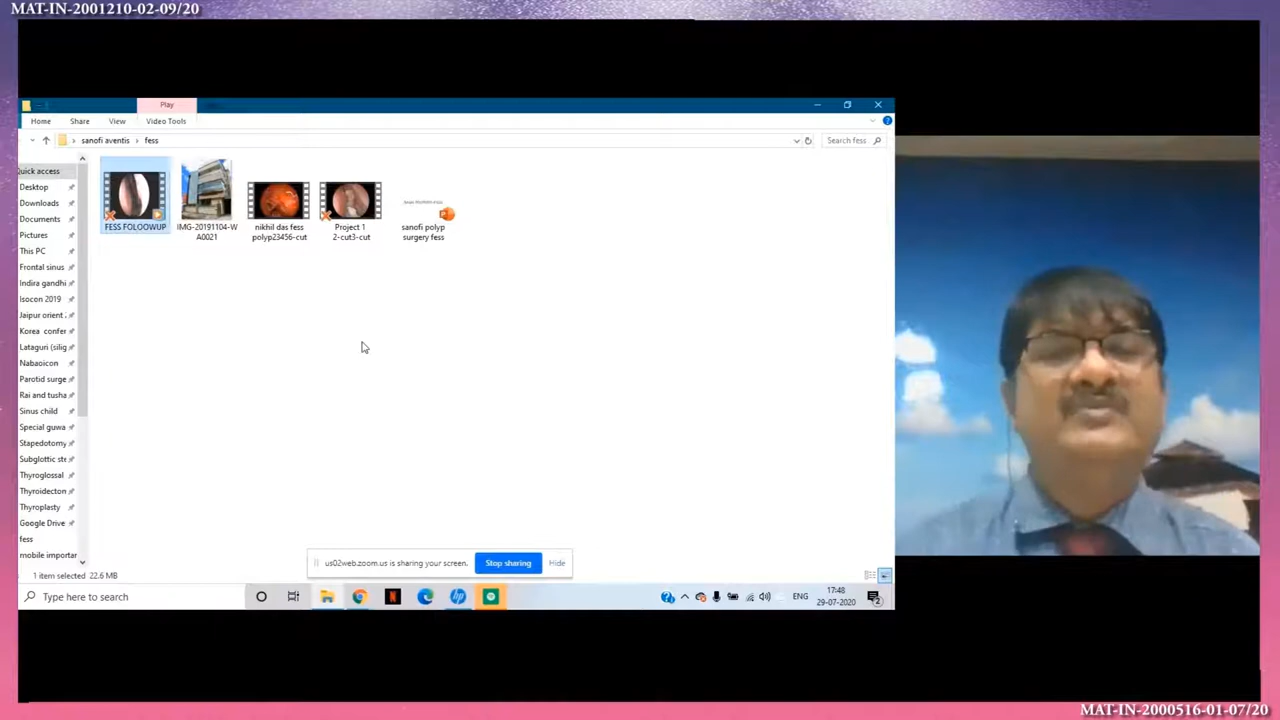 MAT-IN-2001210-02-09/20
Play
Home
Share
View
Video Tools
sanofi aventis
fess
Search fess
Quick access
Desktop
Downloads
Documents
Pictures
This PC
Frontal sinus
Indira gandhi
Isocon 2019
Jaipur orient
Korea confer
Lataguri (silig
Nabaoicon
Parotid surge
Rai and tusha
Sinus child
Special guwa
Stapedotomy
Subglottic ste
Thyroglossal
Thyroidecton
Thyroplasty
Google Drive
fess
mobile importar
FESS FOLOOWUP
IMG-20191104-W
A0021
nikhil das fess
polyp23456-cut
Project 1
2-cut3-cut
sanofi polyp
surgery fess
us02web.zoom.us is sharing your screen.
Stop sharing
Hide
1 item selected 22.6 MB
Type here to search
ENG
17:48
29-07-2020
2
MAT-IN-2000516-01-07/20